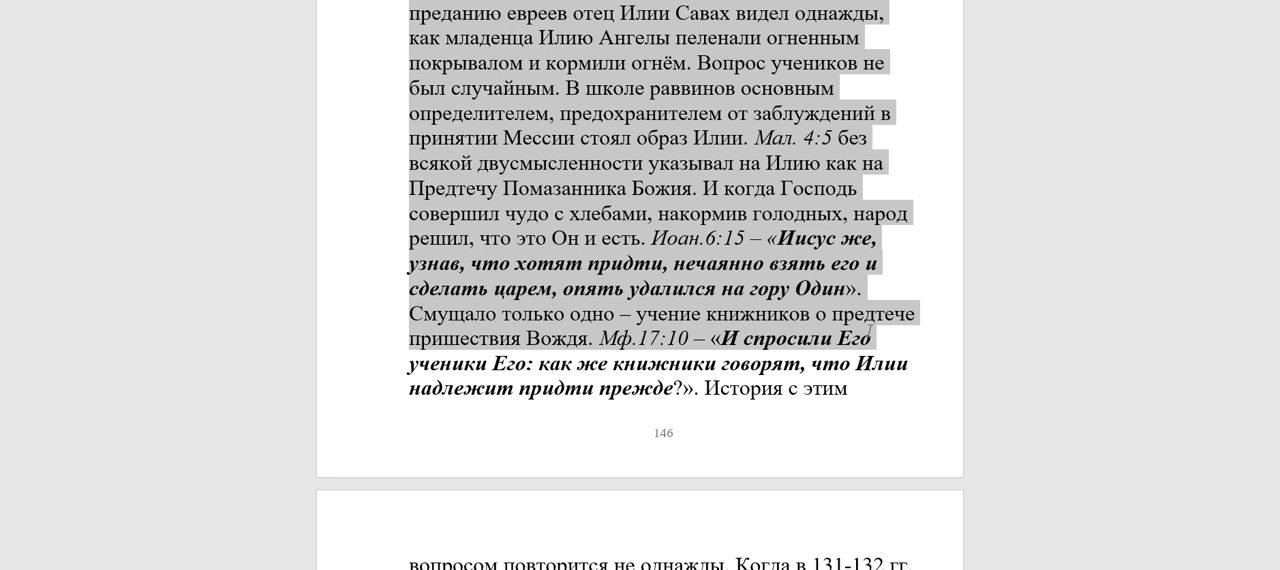 преданию евреев отец Илии Савах видел однажды,
как младенца Илию Ангелы пеленали огненным
покрывалом и кормили огнём. Вопрос учеников не
был случайным. В школе раввинов основным
определителем, предохранителем от заблуждений в
принятии Мессии стоял образ Илии. Мал. 4:5 без
всякой двусмысленности указывал на Илию как на
Предтечу Помазанника Божия. И когда Господь
совершил чудо с хлебами, накормив голодных, народ
решил, что это Он и есть. Иоан.6:15 – «Иисус же,
узнав, что хотят придти, нечаянно взять его и
сделать царем, опять удалился на гору Один».
Смущало только одно – учение книжников о предтече
пришествия Вождя. Мф.17:10 – «И спросили Его
ученики Его: как же книжники говорят, что Илии
надлежит придти прежде?». История с этим
146
вопросом повторится не однажды. Когда в 131-132 гг.